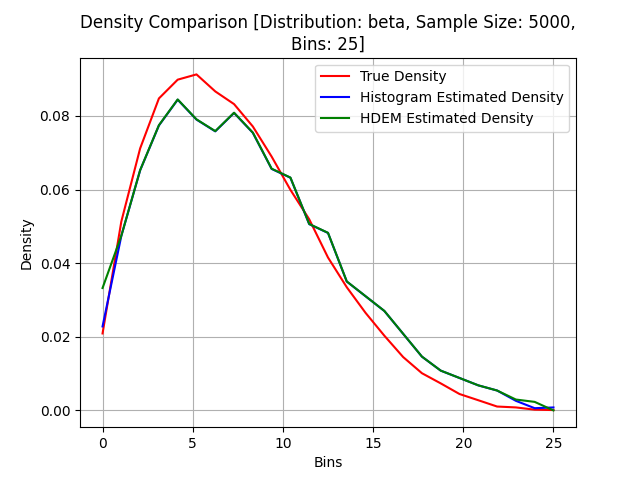 Density Comparison [Distribution: beta, Sample Size: 5000,
Bins: 25]
True Density
Histogram Estimated Density
HDEM Estimated Density
Density
0.08
0.06
0.04
0.02
0.00
0 5 10 15 20 25
Bins